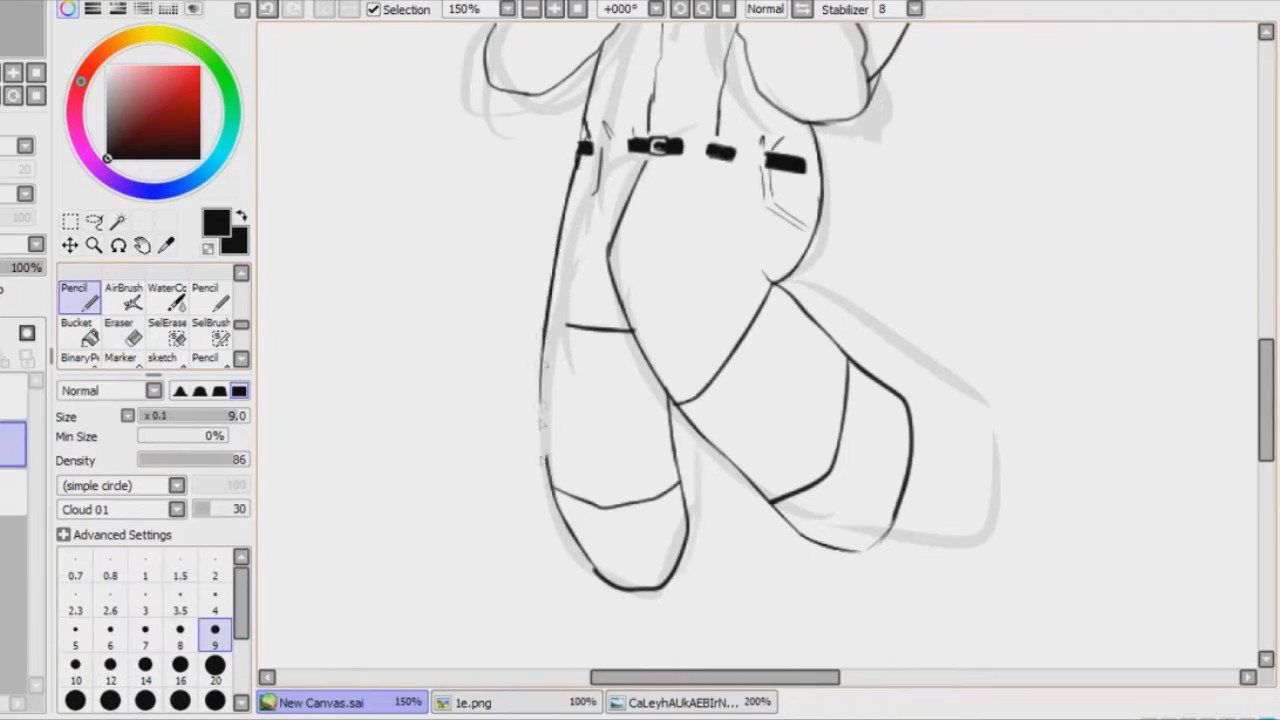 Selection 150% +000° Normal Stabilizer 8
20
100
100%
Pencil AirBrush WaterCo Pencil
Bucket Eraser SelErase SelBrush
BinaryPe Marker sketch Pencil
Normal
Size x 0.1 9.0
Min Size 0%
Density 86
(simple circle) 100
Cloud 01 30
Advanced Settings
0.7 0.8 1 1.5 2
2.3 2.6 3 3.5 4
5 6 7 8 9
10 12 14 16 20
New Canvas.sai 150% 1e.png 100% CaLeyhAUkAEBIrN... 200%